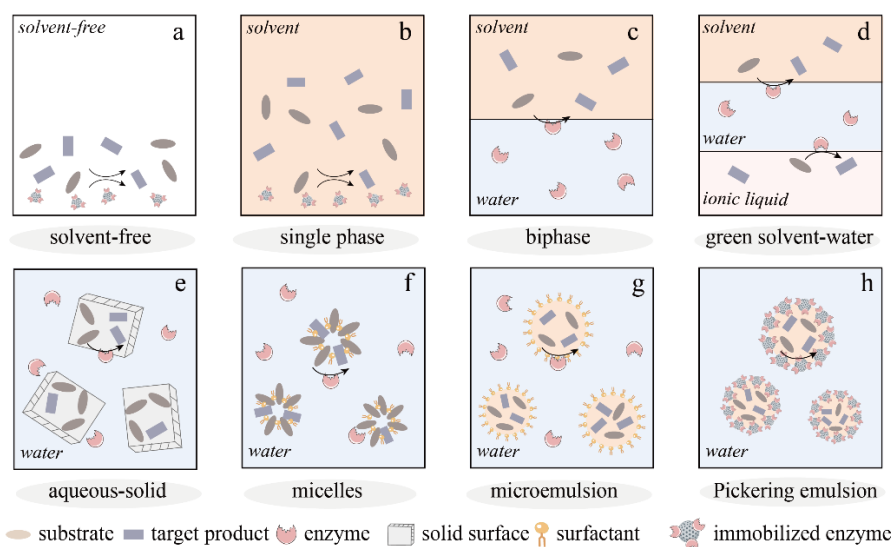 solvent-free a
solvent b
solvent c
solvent d
water
water
ionic liquid
solvent-free single phase biphase green solvent-water
e f g h
water water water water
aqueous-solid micelles microemulsion Pickering emulsion
substrate target product enzyme solid surface surfactant immobilized enzyme